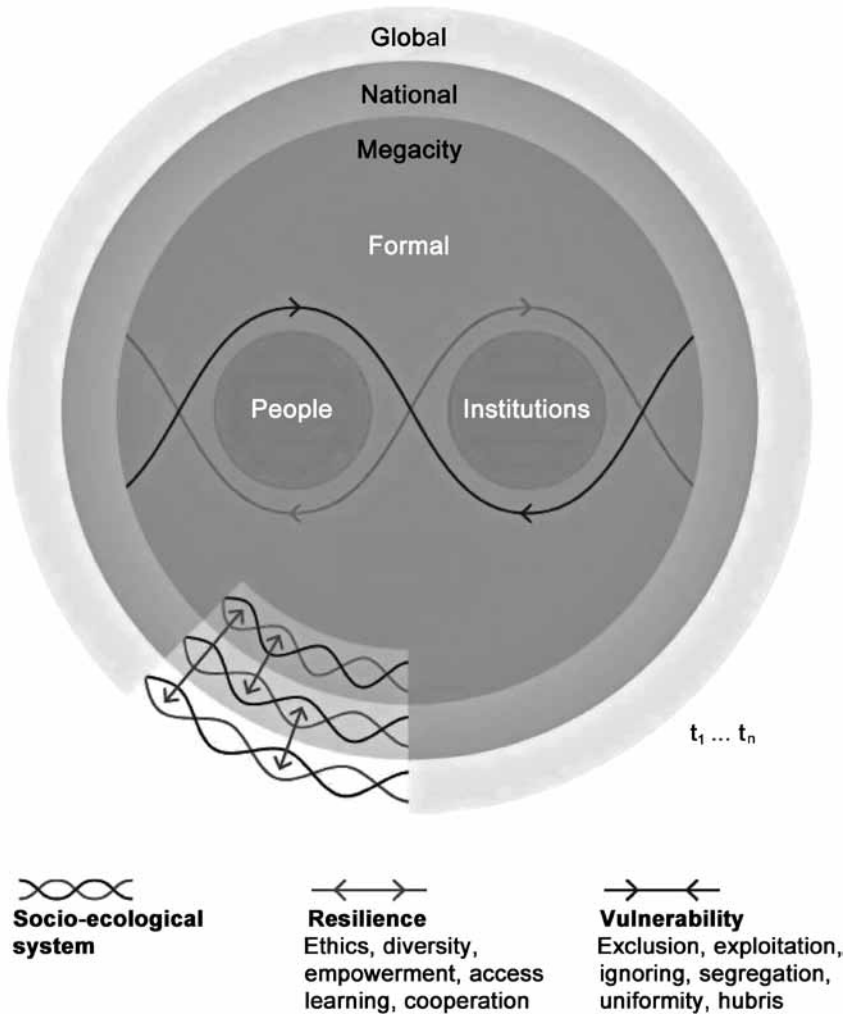 Global
National
Megacity
Formal
People
Institutions
t₁ ... tₙ
Socio-ecological
system
Resilience
Ethics, diversity,
empowerment, access
learning, cooperation
Vulnerability
Exclusion, exploitation,
ignoring, segregation,
uniformity, hubris